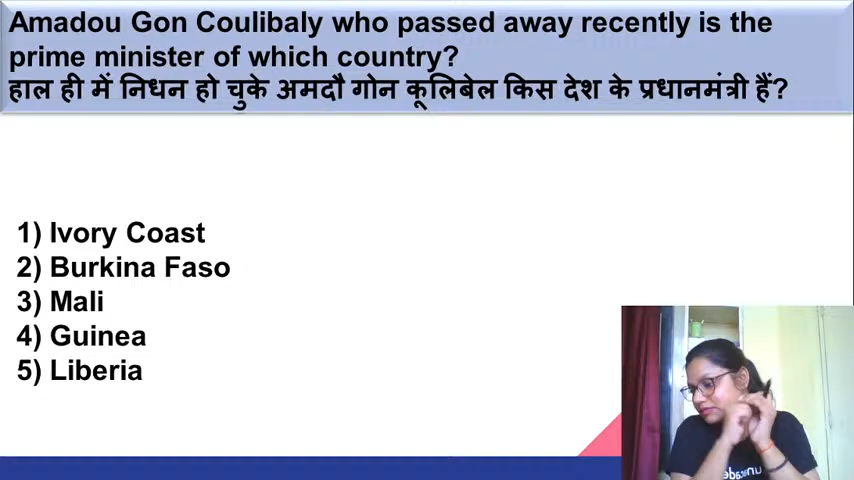 Amadou Gon Coulibaly who passed away recently is the
prime minister of which country?
हाल ही में निधन हो चुके अमदौ गोन कूलिबेल किस देश के प्रधानमंत्री हैं?
1) Ivory Coast
2) Burkina Faso
3) Mali
4) Guinea
5) Liberia